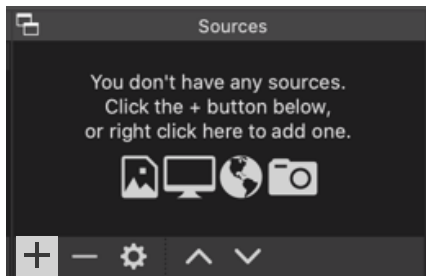 Sources
You don't have any sources.
Click the + button below,
or right click here to add one.